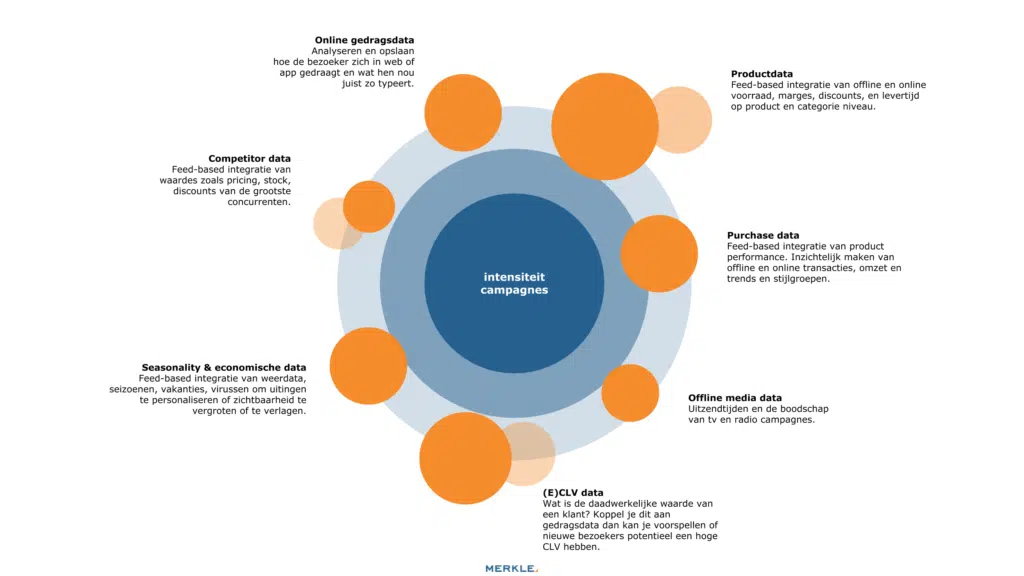 Online gedragsdata
Analyseren en opslaan
hoe de bezoeker zich in web of
app gedraagt en wat hen nou
juist zo typeert.
Productdata
Feed-based integratie van offline en online
voorraad, marges, discounts, en levertijd
op product en categorie niveau.
Competitor data
Feed-based integratie van
waardes zoals pricing, stock,
discounts van de grootste
concurrenten.
Purchase data
Feed-based integratie van product
performance. Inzichtelijk maken van
offline en online transacties, omzet en
trends en stijlgroepen.
intensiteit
campagnes
Seasonality & economische data
Feed-based integratie van weerdata,
seizoenen, vakanties, virussen om uitingen
te personaliseren of zichtbaarheid te
vergroten of te verlagen.
Offline media data
Uitzendtijden en de boodschap
van tv en radio campagnes.
(E)CLV data
Wat is de daadwerkelijke waarde van
een klant? Koppel je dit aan
gedragsdata dan kan je voorspellen of
nieuwe bezoekers potentieel een hoge
CLV hebben.
MERKLE.